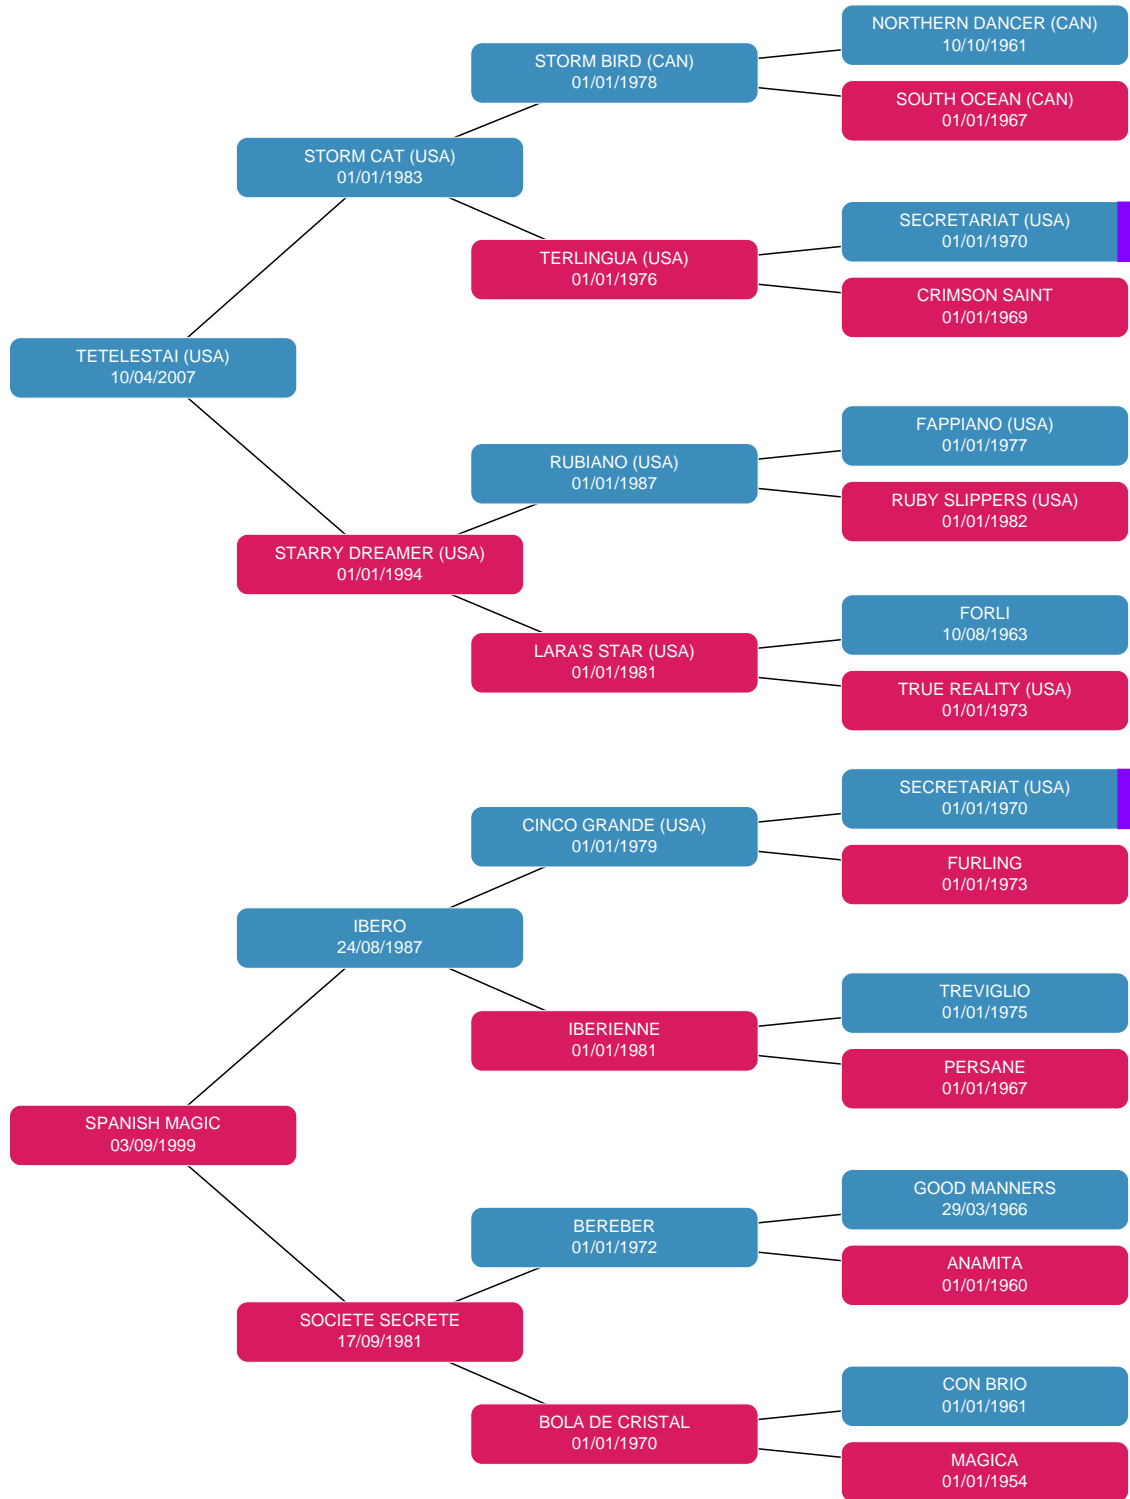 NORTHERN DANCER (CAN)
10/10/1961
STORM BIRD (CAN)
01/01/1978
SOUTH OCEAN (CAN)
01/01/1967
STORM CAT (USA)
01/01/1983
SECRETARIAT (USA)
01/01/1970
TERLINGUA (USA)
01/01/1976
CRIMSON SAINT
01/01/1969
TETELESTAI (USA)
10/04/2007
FAPPIANO (USA)
01/01/1977
RUBIANO (USA)
01/01/1987
RUBY SLIPPERS (USA)
01/01/1982
STARRY DREAMER (USA)
01/01/1994
FORLI
10/08/1963
LARA'S STAR (USA)
01/01/1981
TRUE REALITY (USA)
01/01/1973
SECRETARIAT (USA)
01/01/1970
CINCO GRANDE (USA)
01/01/1979
FURLING
01/01/1973
IBERO
24/08/1987
TREVIGLIO
01/01/1975
IBERIENNE
01/01/1981
PERSANE
01/01/1967
SPANISH MAGIC
03/09/1999
GOOD MANNERS
29/03/1966
BEREBER
01/01/1972
ANAMITA
01/01/1960
SOCIETE SECRETE
17/09/1981
CON BRIO
01/01/1961
BOLA DE CRISTAL
01/01/1970
MAGICA
01/01/1954